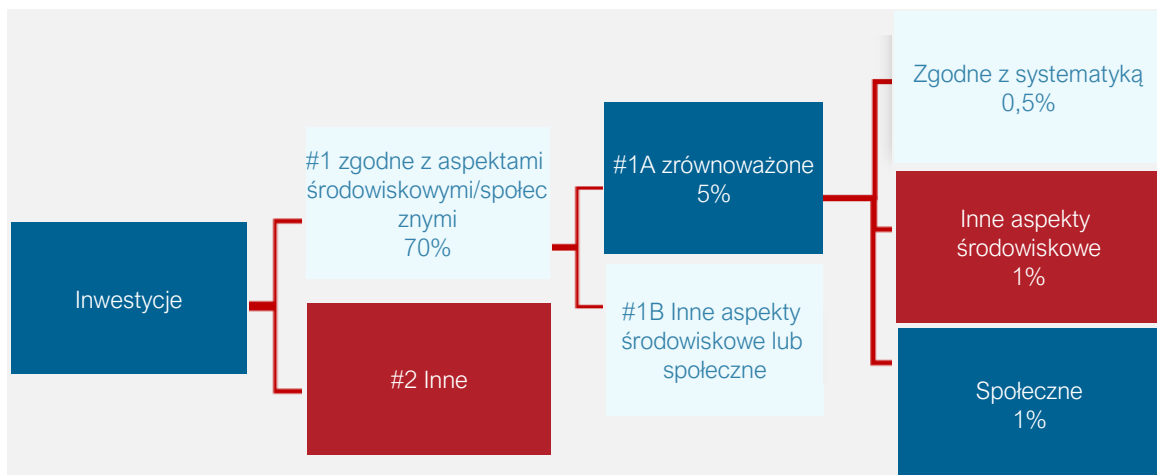 Inwestycje
#1 zgodne z aspektami
środowiskowymi/społec
znymi
70%
#2 Inne
#1A zrównoważone
5%
#1B Inne aspekty
środowiskowe lub
społeczne
Zgodne z systematyką
0,5%
Inne aspekty
środowiskowe
1%
Społeczne
1%